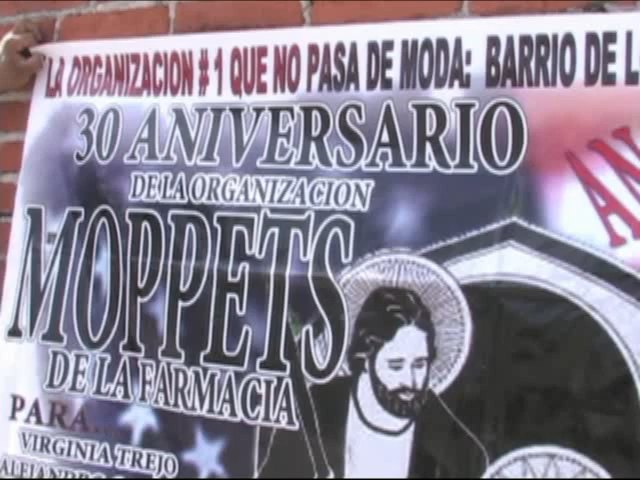 LA ORGANIZACION # 1 QUE NO PASA DE MODA: BARRIO DE
30 ANIVERSARIO
DE LA ORGANIZACION
MOPPETS
DE LA FARMACIA
PARA...
VIRGINIA TREJO